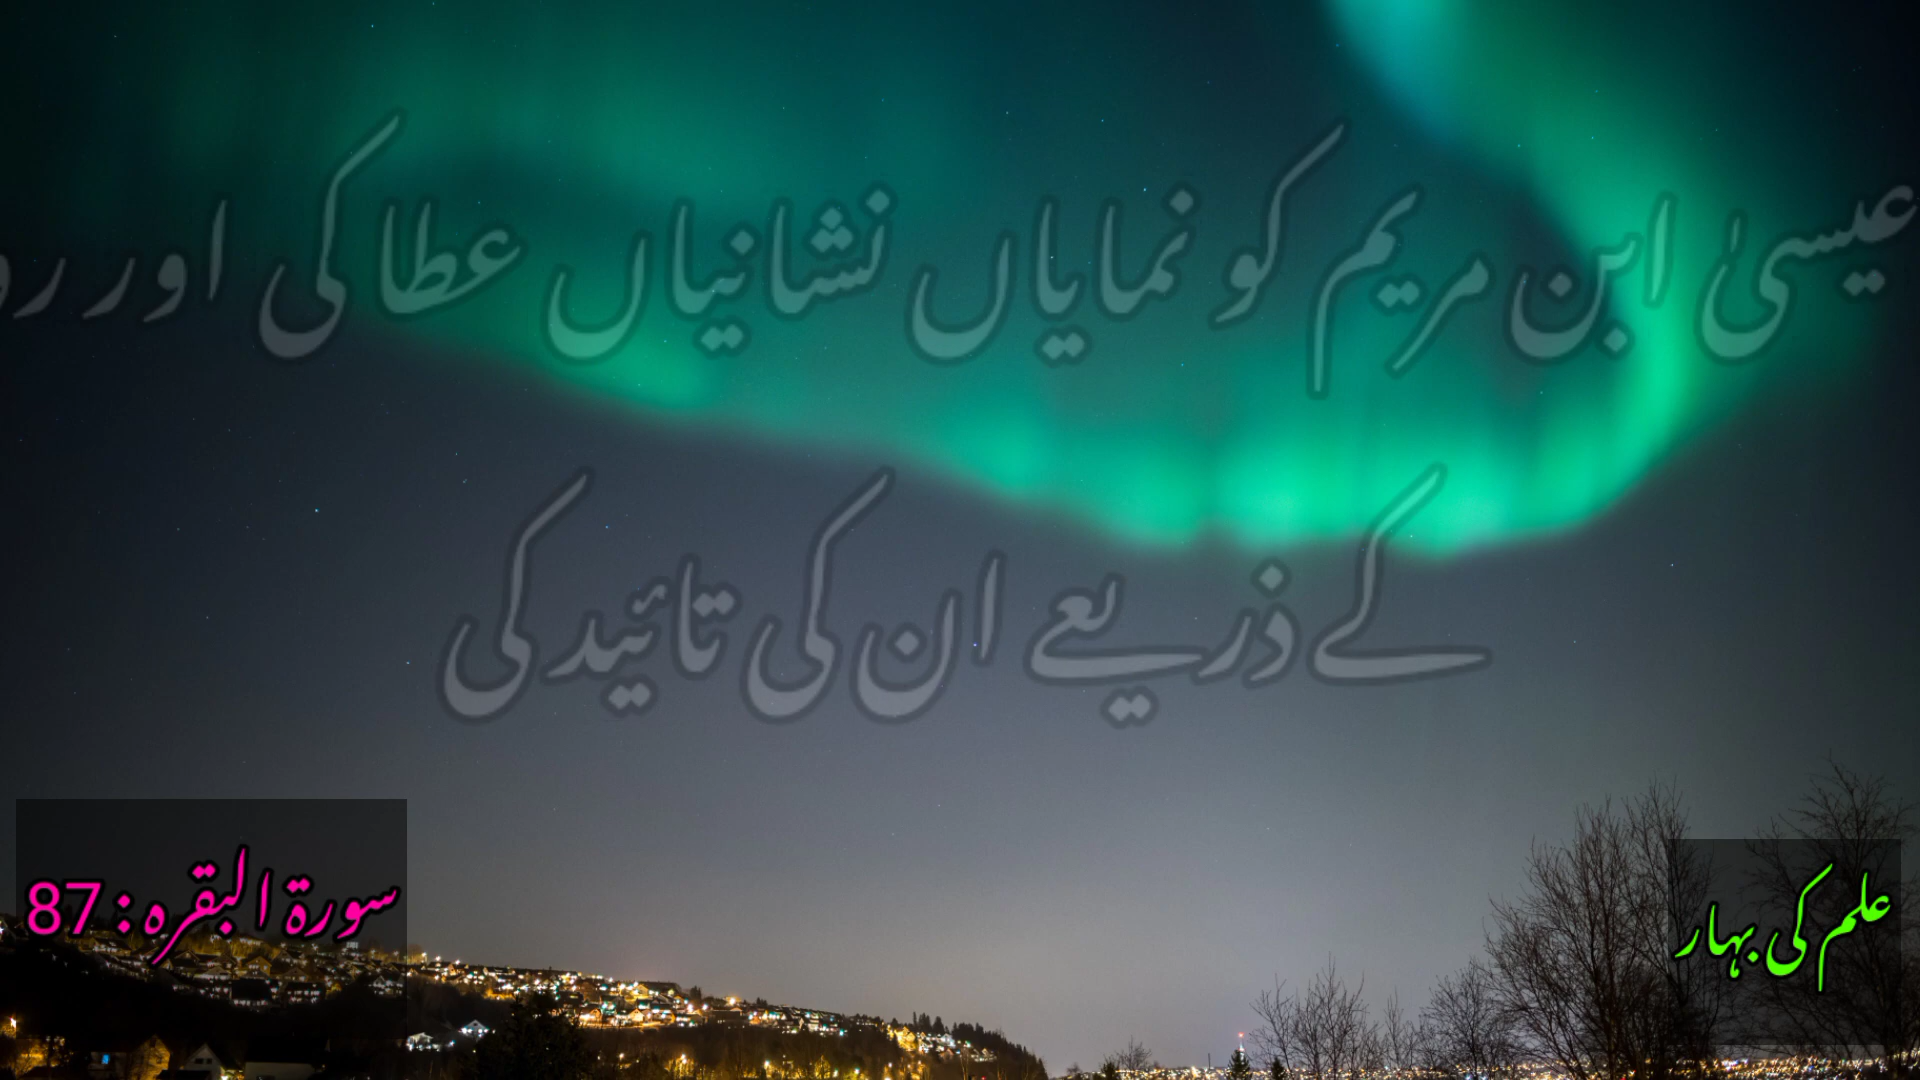 عیسیٰ ابن مریم کو نمایاں نشانیاں عطا کی اور
کے ذریعے ان کی تائید کی
سورۃ البقرہ: 87
علم کی بہار